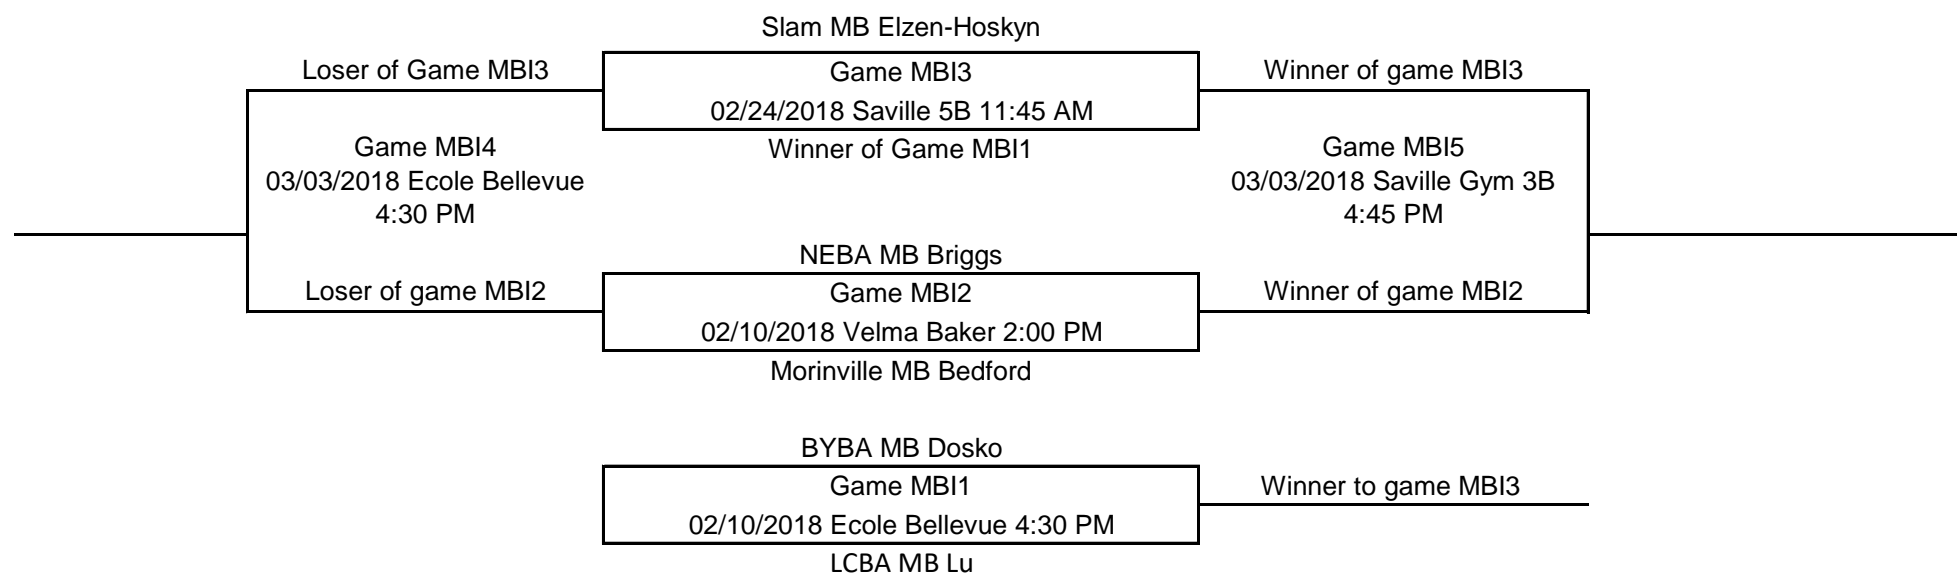 Slam MB Elzen-Hoskyn
Loser of Game MBI3
Game MBI3
Winner of game MBI3
02/24/2018 Saville 5B 11:45 AM
Game MBI4
Winner of Game MBI1
Game MBI5
03/03/2018 Ecole Bellevue
03/03/2018 Saville Gym 3B
4:30 PM
4:45 PM
NEBA MB Briggs
Loser of game MBI2
Game MBI2
Winner of game MBI2
02/10/2018 Velma Baker 2:00 PM
Morinville MB Bedford
BYBA MB Dosko
Game MBI1
Winner to game MBI3
02/10/2018 Ecole Bellevue 4:30 PM
LCBA MB Lu